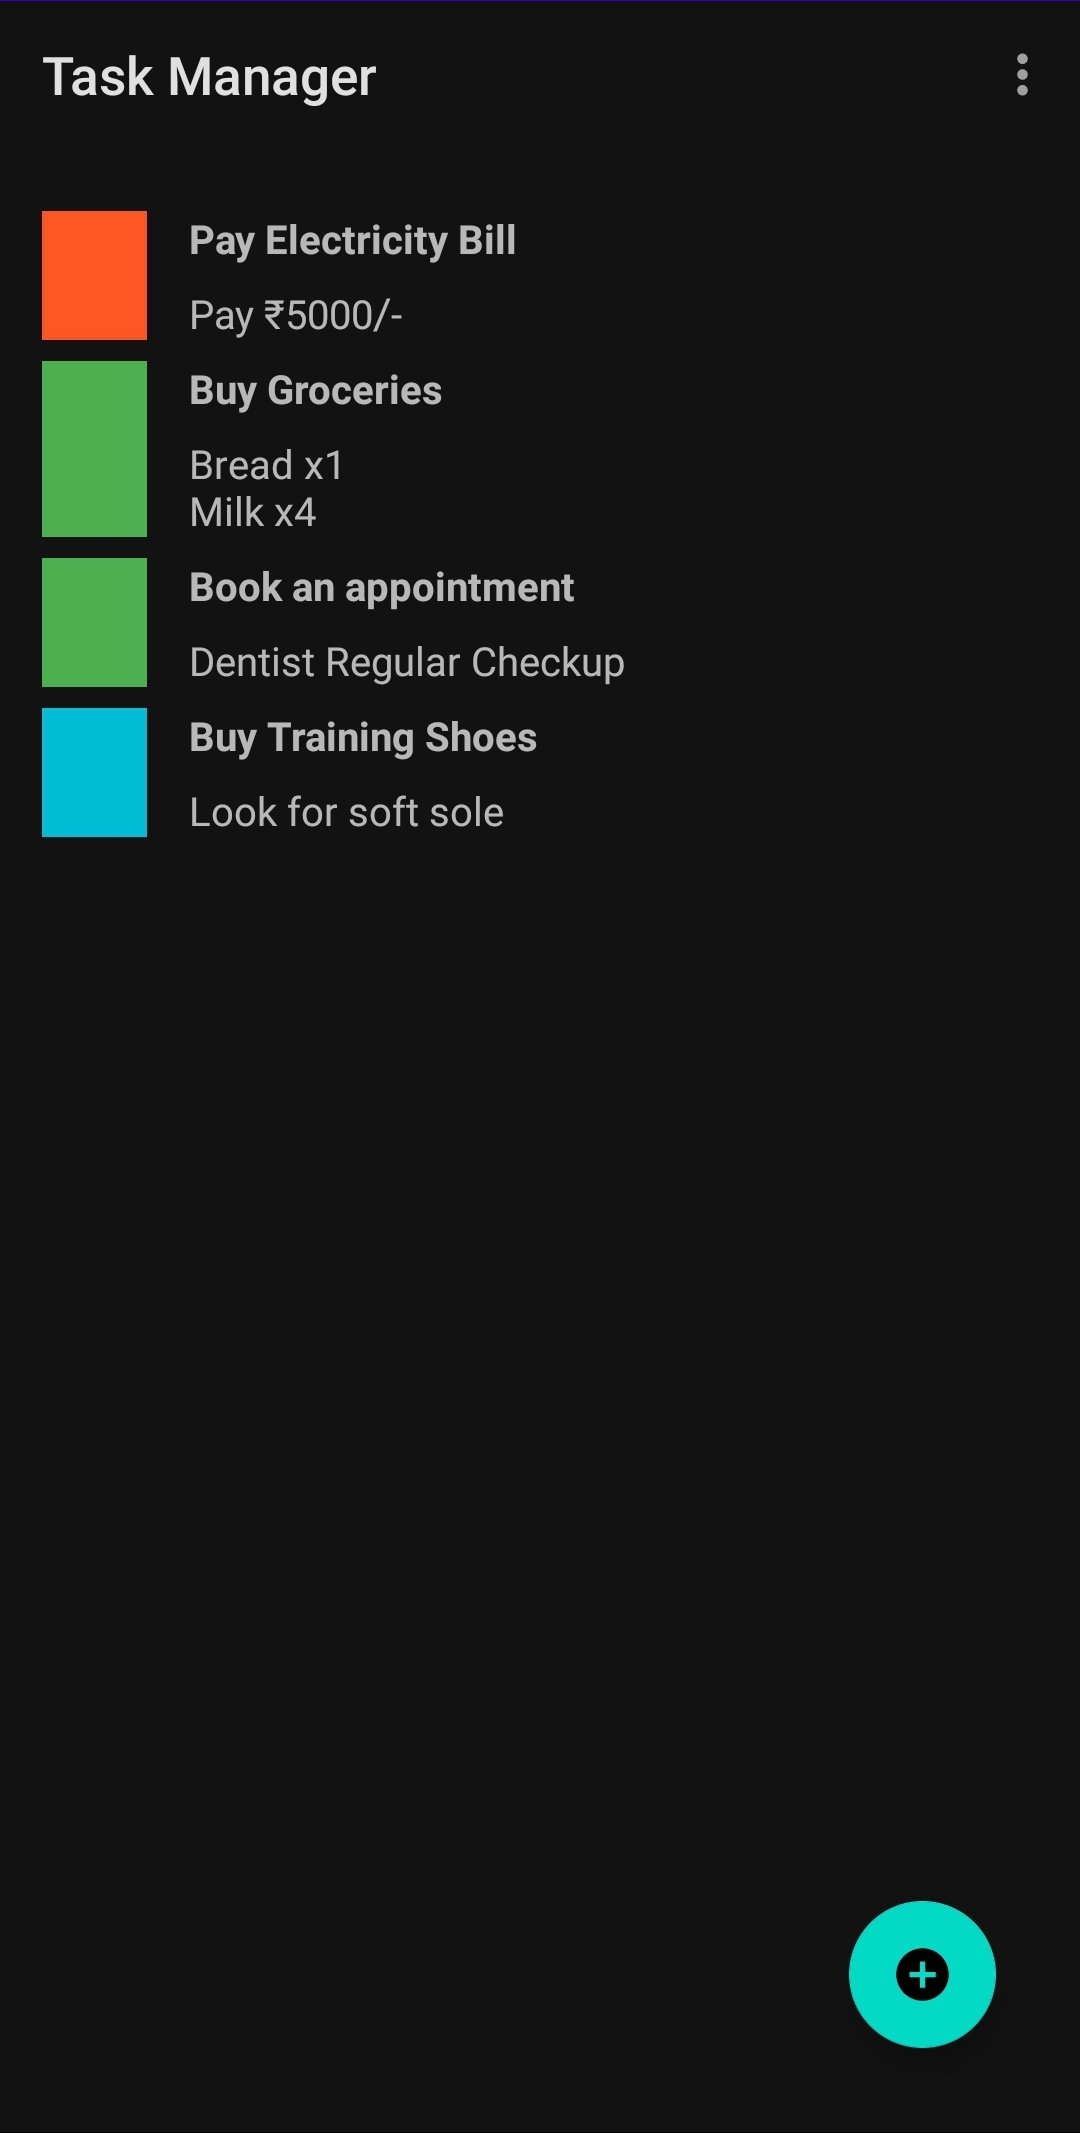 Task Manager
Pay Electricity Bill
Pay ₹5000/-
Buy Groceries
Bread x1
Milk x4
Book an appointment
Dentist Regular Checkup
Buy Training Shoes
Look for soft sole